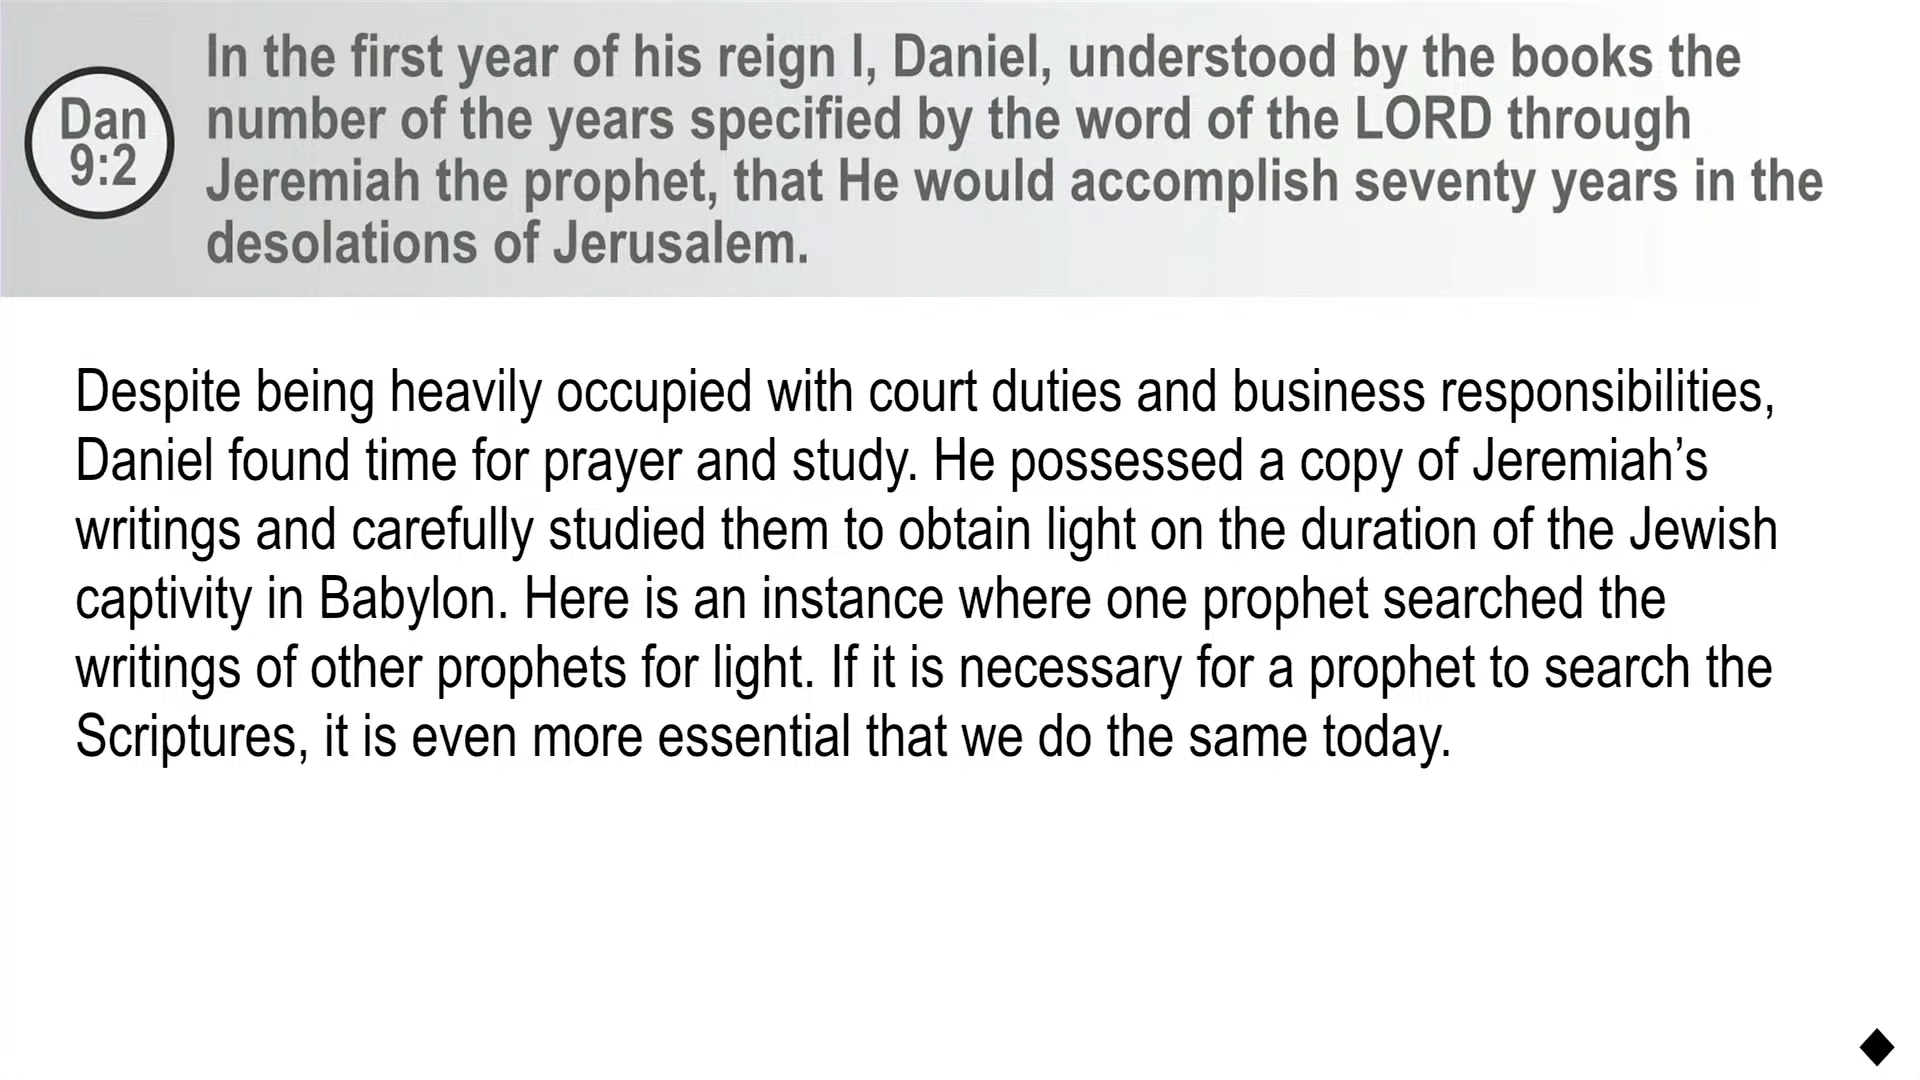 Dan
9:2
In the first year of his reign I, Daniel, understood by the books the
number of the years specified by the word of the LORD through
Jeremiah the prophet, that He would accomplish seventy years in the
desolations of Jerusalem.
Despite being heavily occupied with court duties and business responsibilities,
Daniel found time for prayer and study. He possessed a copy of Jeremiah’s
writings and carefully studied them to obtain light on the duration of the Jewish
captivity in Babylon. Here is an instance where one prophet searched the
writings of other prophets for light. If it is necessary for a prophet to search the
Scriptures, it is even more essential that we do the same today.